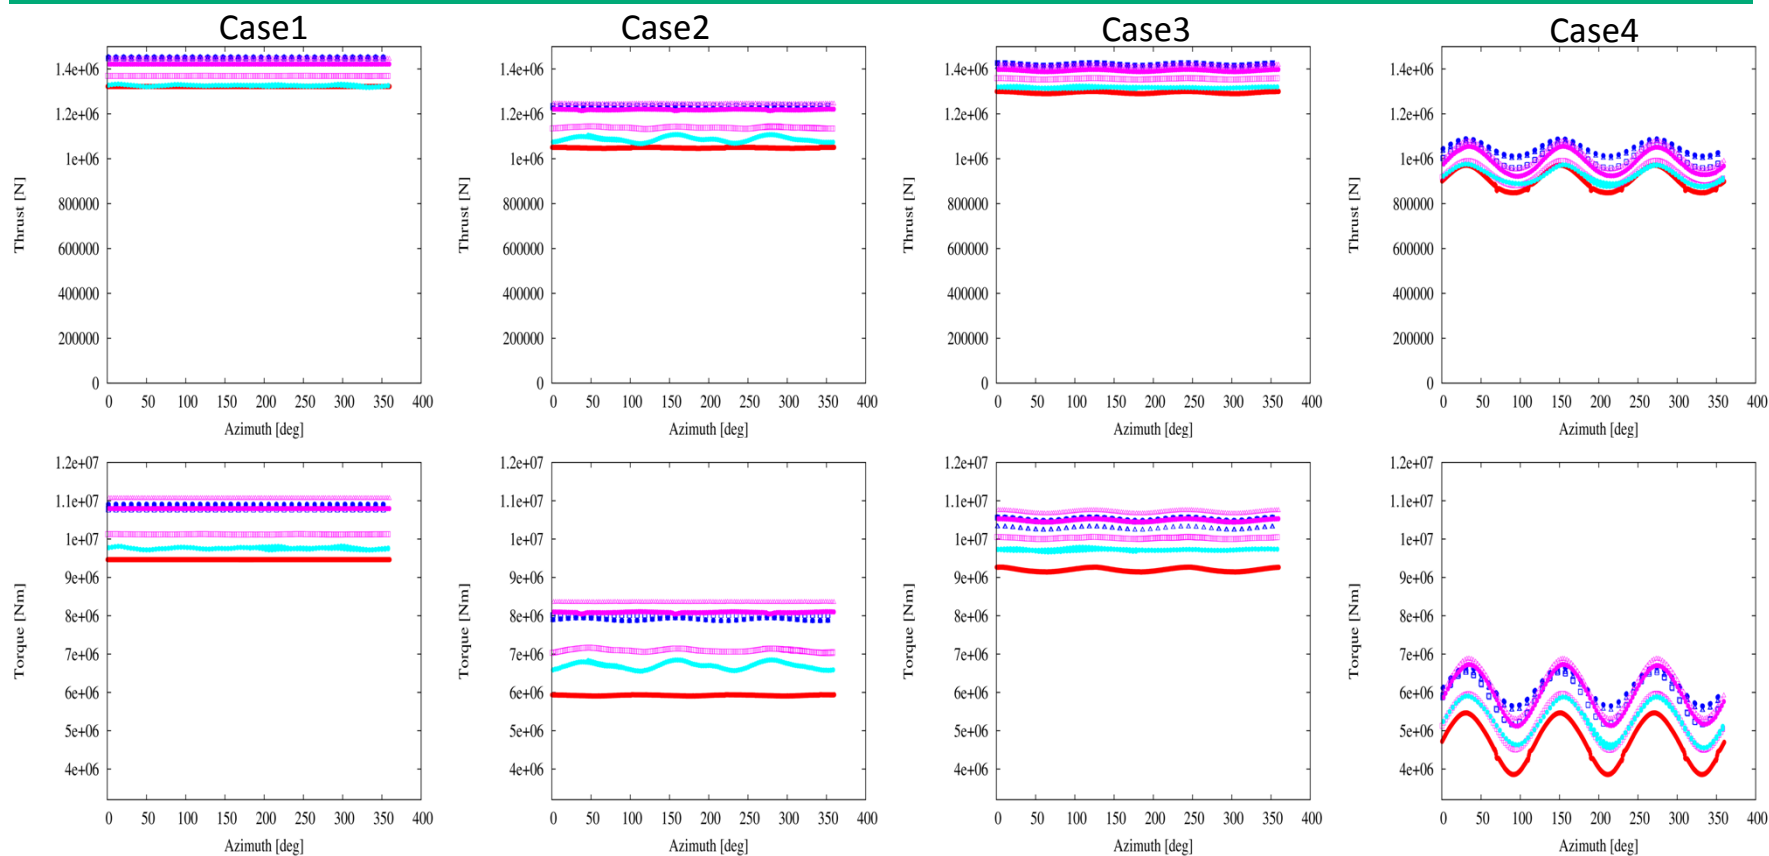 Case1 Case2 Case3 Case4
Thrust [N]
1.4e+06
1.2e+06
1e+06
800000
600000
400000
200000
0
0 50 100 150 200 250 300 350 400
Azimuth [deg]
Thrust [N]
1.4e+06
1.2e+06
1e+06
800000
600000
400000
200000
0
0 50 100 150 200 250 300 350 400
Azimuth [deg]
Thrust [N]
1.4e+06
1.2e+06
1e+06
800000
600000
400000
200000
0
0 50 100 150 200 250 300 350 400
Azimuth [deg]
Thrust [N]
1.4e+06
1.2e+06
1e+06
800000
600000
400000
200000
0
0 50 100 150 200 250 300 350 400
Azimuth [deg]
Torque [Nm]
1.2e+07
1.1e+07
1e+07
9e+06
8e+06
7e+06
6e+06
5e+06
4e+06
0 50 100 150 200 250 300 350 400
Azimuth [deg]
Torque [Nm]
1.2e+07
1.1e+07
1e+07
9e+06
8e+06
7e+06
6e+06
5e+06
4e+06
0 50 100 150 200 250 300 350 400
Azimuth [deg]
Torque [Nm]
1.2e+07
1.1e+07
1e+07
9e+06
8e+06
7e+06
6e+06
5e+06
4e+06
0 50 100 150 200 250 300 350 400
Azimuth [deg]
Torque [Nm]
1.2e+07
1.1e+07
1e+07
9e+06
8e+06
7e+06
6e+06
5e+06
4e+06
0 50 100 150 200 250 300 350 400
Azimuth [deg]